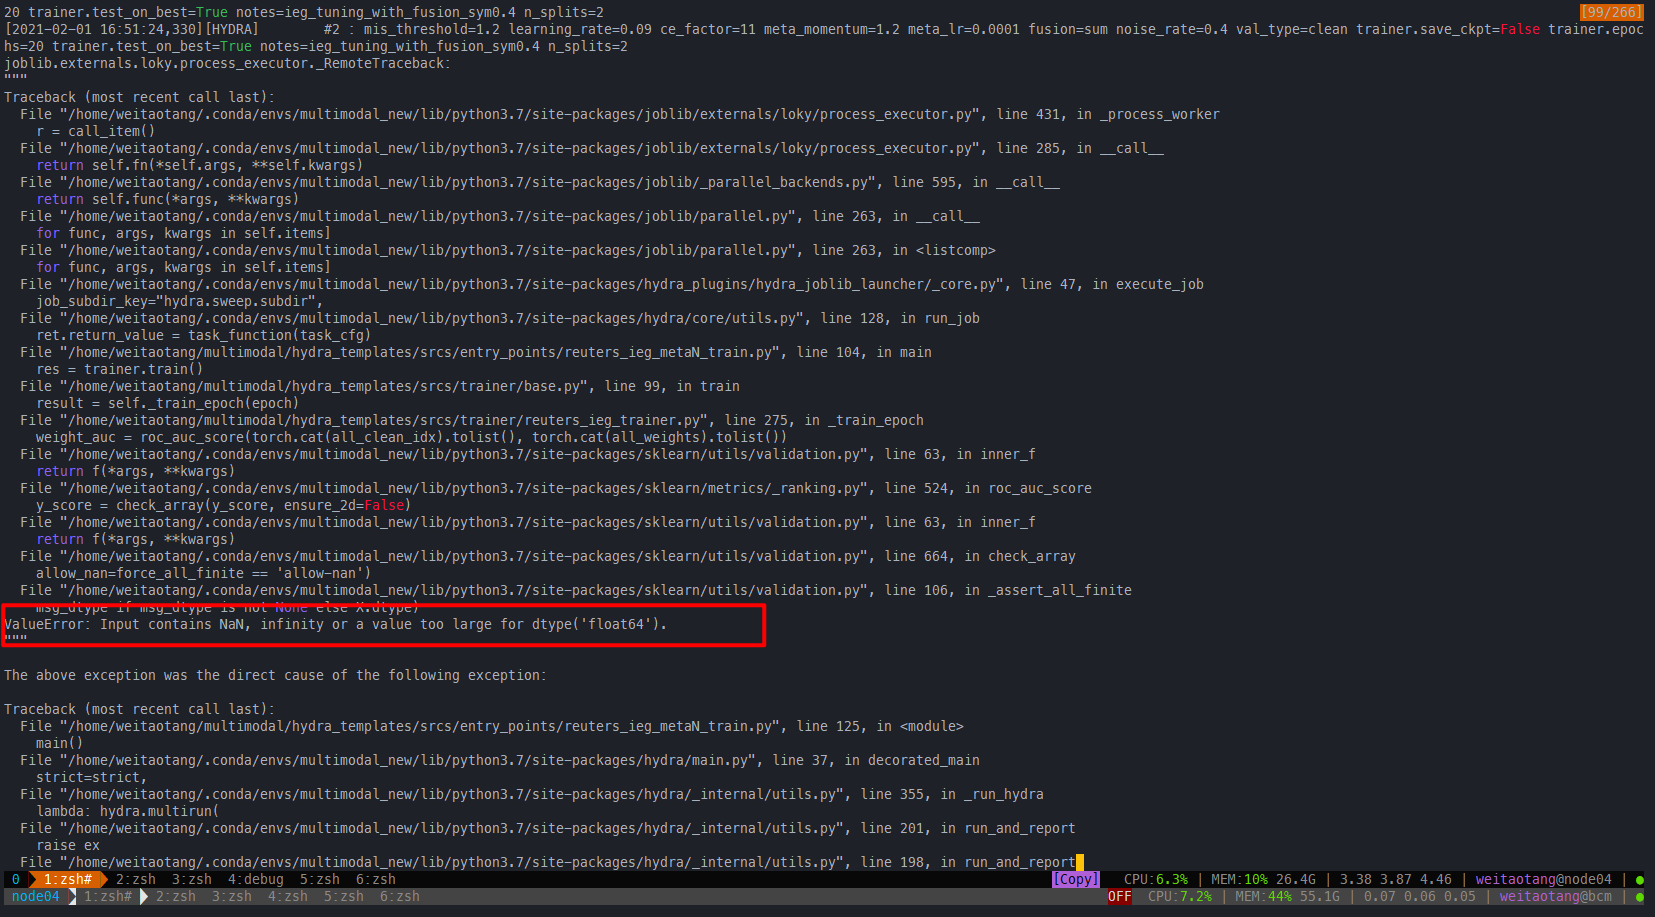 20 trainer.test_on_best=True notes=ieg_tuning_with_fusion_sym0.4 n_splits=2 [99/266]
[2021-02-01 16:51:24,330][HYDRA]        #2 : mis_threshold=1.2 learning_rate=0.09 ce_factor=11 meta_momentum=1.2 meta_lr=0.0001 fusion=sum noise_rate=0.4 val_type=clean trainer.save_ckpt=False trainer.epoc
hs=20 trainer.test_on_best=True notes=ieg_tuning_with_fusion_sym0.4 n_splits=2
joblib.externals.loky.process_executor._RemoteTraceback:
"""
Traceback (most recent call last):
  File "/home/weitaotang/.conda/envs/multimodal_new/lib/python3.7/site-packages/joblib/externals/loky/process_executor.py", line 431, in _process_worker
    r = call_item()
  File "/home/weitaotang/.conda/envs/multimodal_new/lib/python3.7/site-packages/joblib/externals/loky/process_executor.py", line 285, in __call__
    return self.fn(*self.args, **self.kwargs)
  File "/home/weitaotang/.conda/envs/multimodal_new/lib/python3.7/site-packages/joblib/_parallel_backends.py", line 595, in __call__
    return self.func(*args, **kwargs)
  File "/home/weitaotang/.conda/envs/multimodal_new/lib/python3.7/site-packages/joblib/parallel.py", line 263, in __call__
    for func, args, kwargs in self.items]
  File "/home/weitaotang/.conda/envs/multimodal_new/lib/python3.7/site-packages/joblib/parallel.py", line 263, in <listcomp>
    for func, args, kwargs in self.items]
  File "/home/weitaotang/.conda/envs/multimodal_new/lib/python3.7/site-packages/hydra_plugins/hydra_joblib_launcher/_core.py", line 47, in execute_job
    job_subdir_key="hydra.sweep.subdir",
  File "/home/weitaotang/.conda/envs/multimodal_new/lib/python3.7/site-packages/hydra/core/utils.py", line 128, in run_job
    ret.return_value = task_function(task_cfg)
  File "/home/weitaotang/multimodal/hydra_templates/srcs/entry_points/reuters_ieg_metaN_train.py", line 104, in main
    res = trainer.train()
  File "/home/weitaotang/multimodal/hydra_templates/srcs/trainer/base.py", line 99, in train
    result = self._train_epoch(epoch)
  File "/home/weitaotang/multimodal/hydra_templates/srcs/trainer/reuters_ieg_trainer.py", line 275, in _train_epoch
    weight_auc = roc_auc_score(torch.cat(all_clean_idx).tolist(), torch.cat(all_weights).tolist())
  File "/home/weitaotang/.conda/envs/multimodal_new/lib/python3.7/site-packages/sklearn/utils/validation.py", line 63, in inner_f
    return f(*args, **kwargs)
  File "/home/weitaotang/.conda/envs/multimodal_new/lib/python3.7/site-packages/sklearn/metrics/_ranking.py", line 524, in roc_auc_score
    y_score = check_array(y_score, ensure_2d=False)
  File "/home/weitaotang/.conda/envs/multimodal_new/lib/python3.7/site-packages/sklearn/utils/validation.py", line 63, in inner_f
    return f(*args, **kwargs)
  File "/home/weitaotang/.conda/envs/multimodal_new/lib/python3.7/site-packages/sklearn/utils/validation.py", line 664, in check_array
    allow_nan=force_all_finite == 'allow-nan')
  File "/home/weitaotang/.conda/envs/multimodal_new/lib/python3.7/site-packages/sklearn/utils/validation.py", line 106, in _assert_all_finite
    msg_dtype if msg_dtype is not None else X.dtype)
ValueError: Input contains NaN, infinity or a value too large for dtype('float64').
"""

The above exception was the direct cause of the following exception:

Traceback (most recent call last):
  File "/home/weitaotang/multimodal/hydra_templates/srcs/entry_points/reuters_ieg_metaN_train.py", line 125, in <module>
    main()
  File "/home/weitaotang/.conda/envs/multimodal_new/lib/python3.7/site-packages/hydra/main.py", line 37, in decorated_main
    strict=strict,
  File "/home/weitaotang/.conda/envs/multimodal_new/lib/python3.7/site-packages/hydra/_internal/utils.py", line 355, in _run_hydra
    lambda: hydra.multirun(
  File "/home/weitaotang/.conda/envs/multimodal_new/lib/python3.7/site-packages/hydra/_internal/utils.py", line 201, in run_and_report
    raise ex
  File "/home/weitaotang/.conda/envs/multimodal_new/lib/python3.7/site-packages/hydra/_internal/utils.py", line 198, in run_and_report
0 1:zsh# 2:zsh 3:zsh 4:debug 5:zsh 6:zsh [Copy] CPU:6.3% | MEM:10% 26.4G | 3.38 3.87 4.46 | weitaotang@node04 | ●
node04 1:zsh# 2:zsh 3:zsh 4:zsh 5:zsh 6:zsh OFF CPU:7.2% | MEM:44% 55.1G | 0.07 0.06 0.05 | weitaotang@bcm | ●